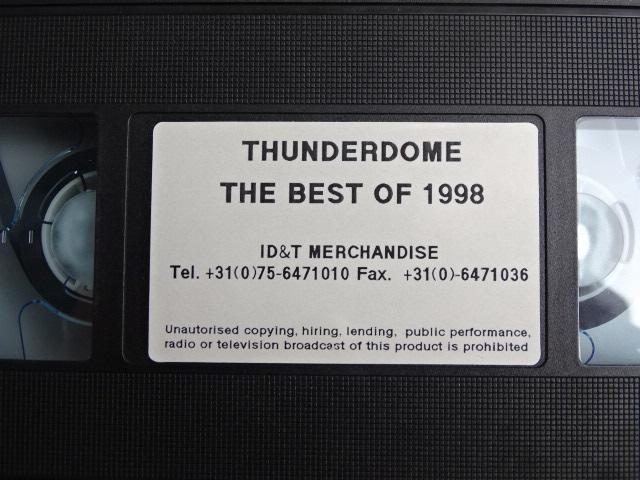 THUNDERDOME
THE BEST OF 1998
ID&T MERCHANDISE
Tel. +31(0)75-6471010 Fax. +31(0)-6471036
Unautorised copying, hiring, lending, public performance,
radio or television broadcast of this product is prohibited